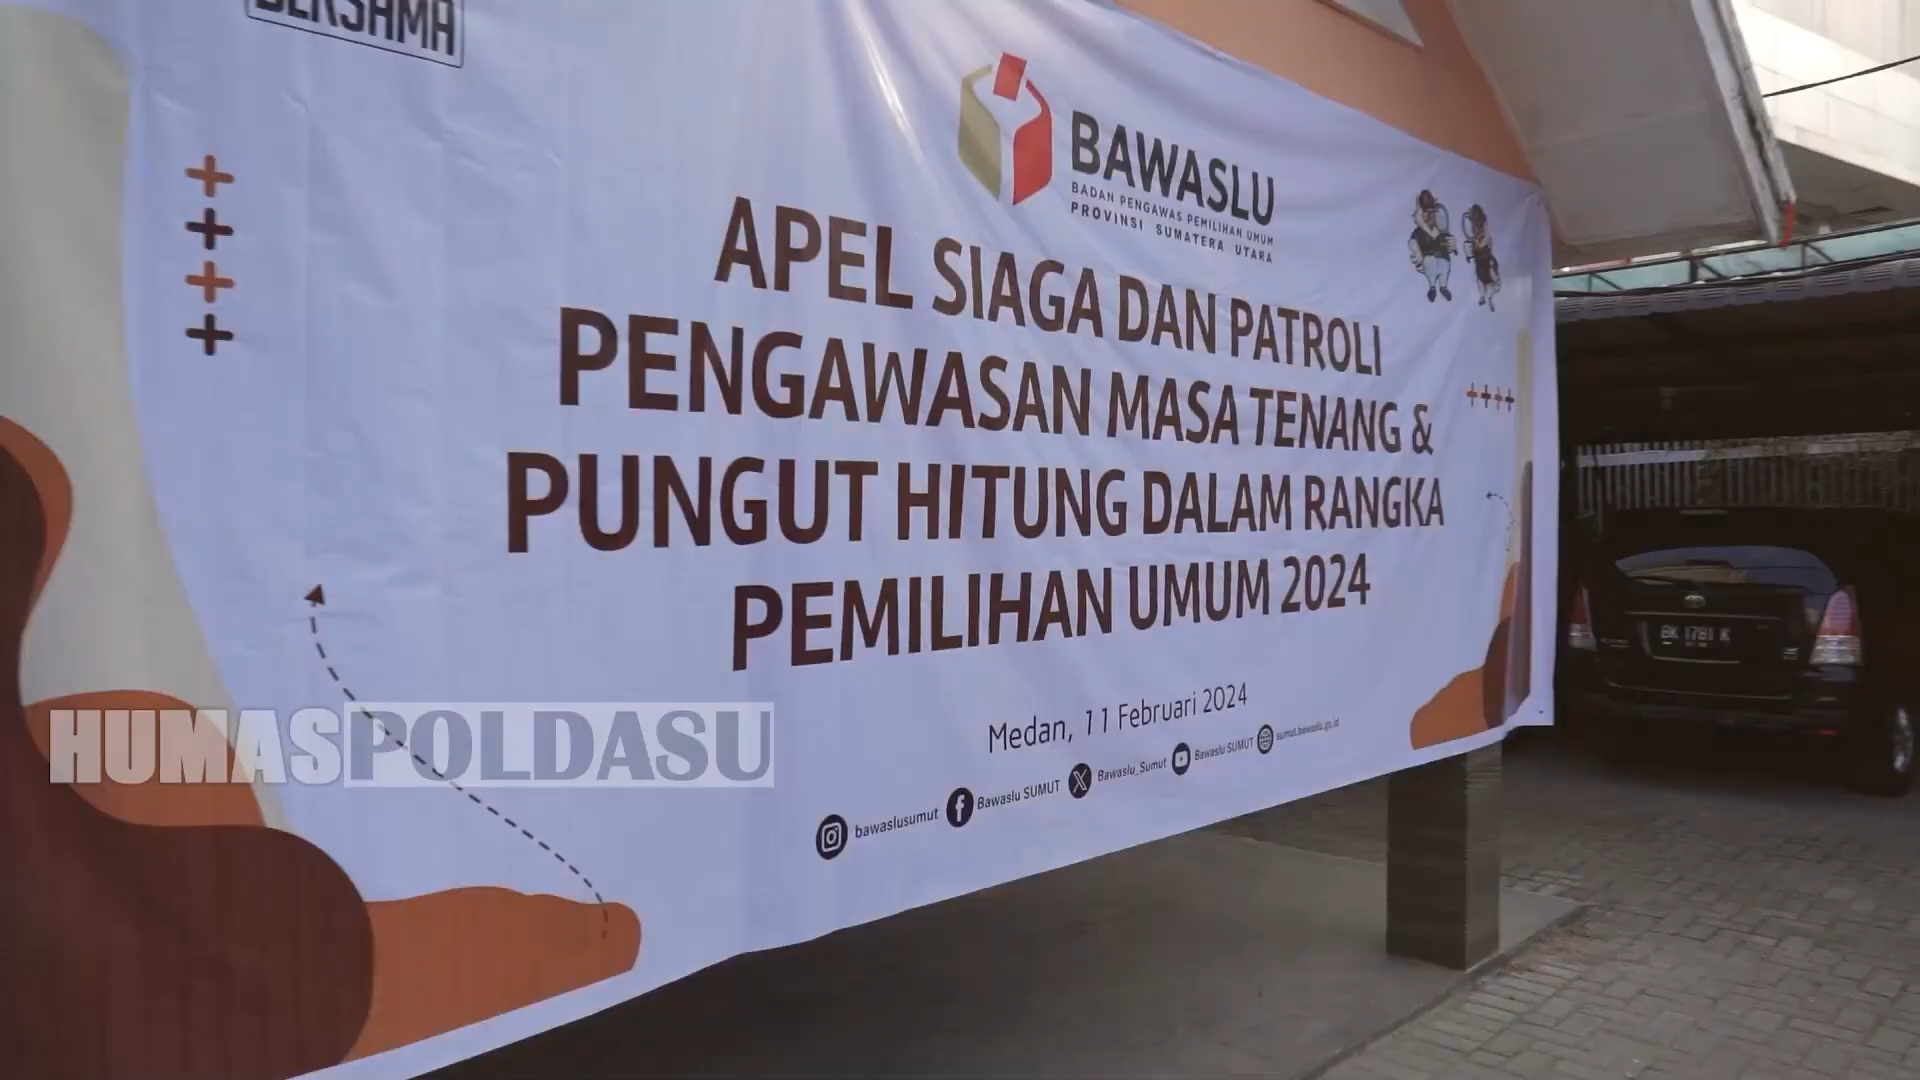 BERSAMA
BAWASLU
BADAN PENGAWAS PEMILIHAN UMUM
PROVINSI SUMATERA UTARA
APEL SIAGA DAN PATROLI
PENGAWASAN MASA TENANG &
PUNGUT HITUNG DALAM RANGKA
PEMILIHAN UMUM 2024
Medan, 11 Februari 2024
bawaslusumut Bawaslu SUMUT Bawaslu_Sumut Bawaslu SUMUT sumut.bawaslu.go.id
HUMASPOLDASU
BK 1781 K